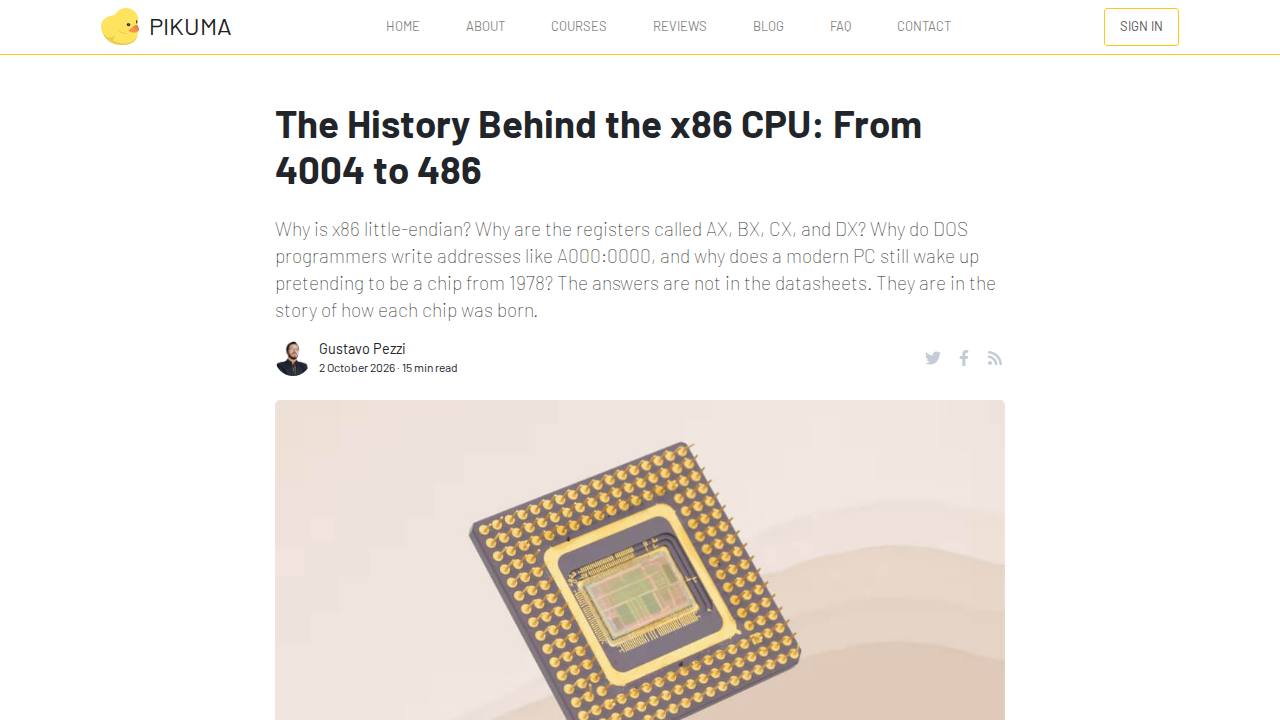 PIKUMA
HOME ABOUT COURSES REVIEWS BLOG FAQ CONTACT
SIGN IN
The History Behind the x86 CPU: From
4004 to 486
Why is x86 little-endian? Why are the registers called AX, BX, CX, and DX? Why do DOS
programmers write addresses like A000:0000, and why does a modern PC still wake up
pretending to be a chip from 1978? The answers are not in the datasheets. They are in the
story of how each chip was born.
Gustavo Pezzi
2 October 2026 · 15 min read